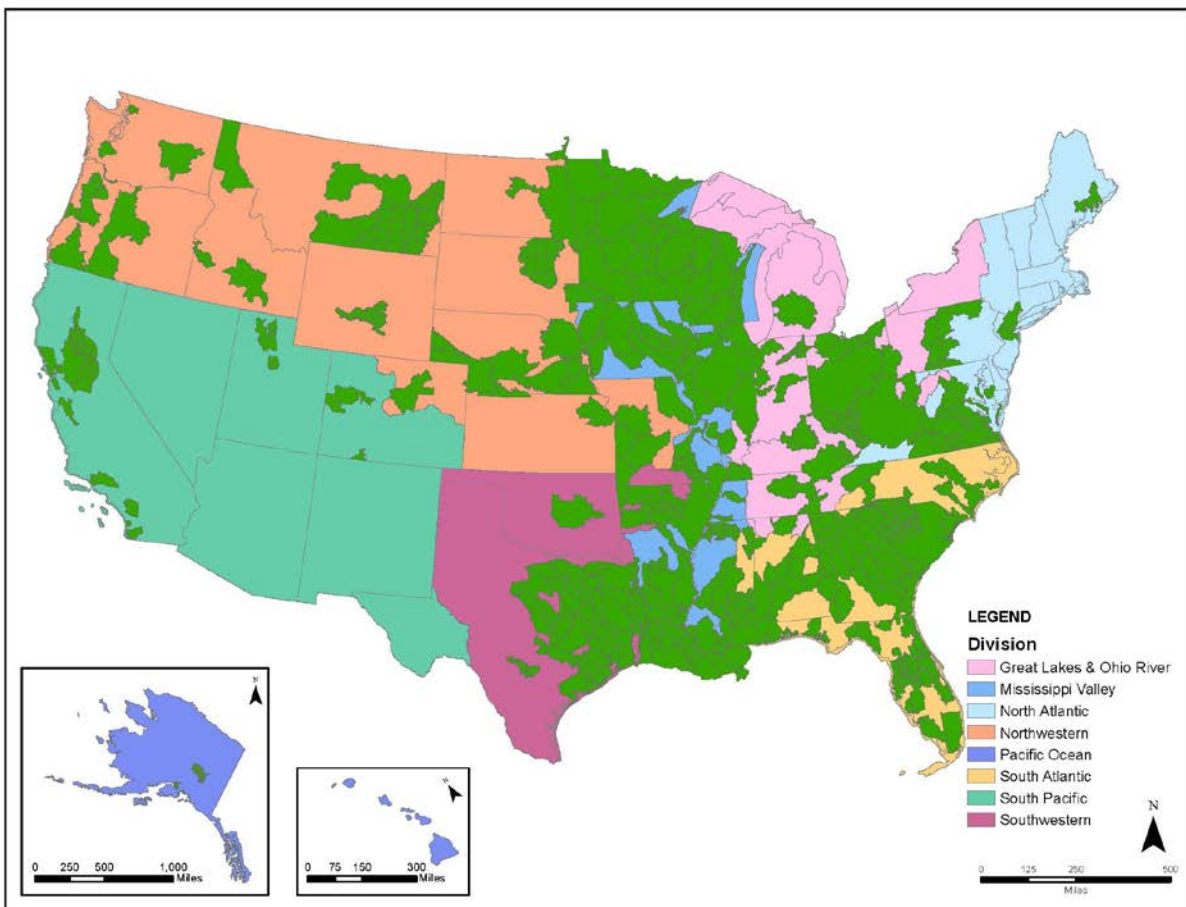 LEGEND
Division
Great Lakes & Ohio River
Mississippi Valley
North Atlantic
Northwestern
Pacific Ocean
South Atlantic
South Pacific
Southwestern
N
0 250 500 1,000
Miles
N
0 75 150 300
Miles
N
0 125 250 500
Miles